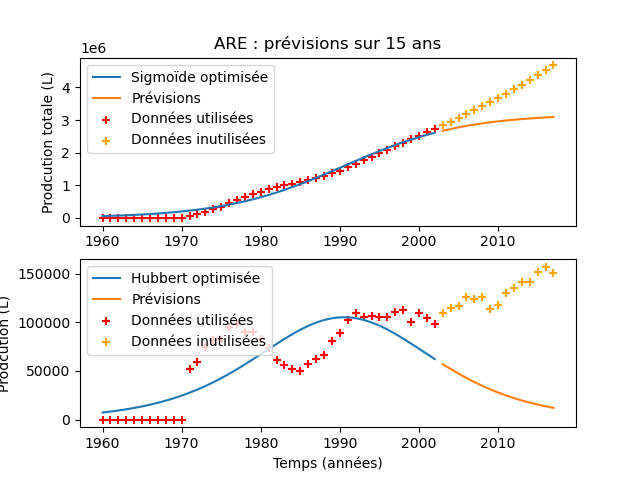 ARE : prévisions sur 15 ans
1e6
Prodcution totale (L)
4
3
2
1
0
Sigmoïde optimisée
Prévisions
Données utilisées
Données inutilisées
1960 1970 1980 1990 2000 2010
Prodcution (L)
150000
100000
50000
0
Hubbert optimisée
Prévisions
Données utilisées
Données inutilisées
1960 1970 1980 1990 2000 2010
Temps (années)